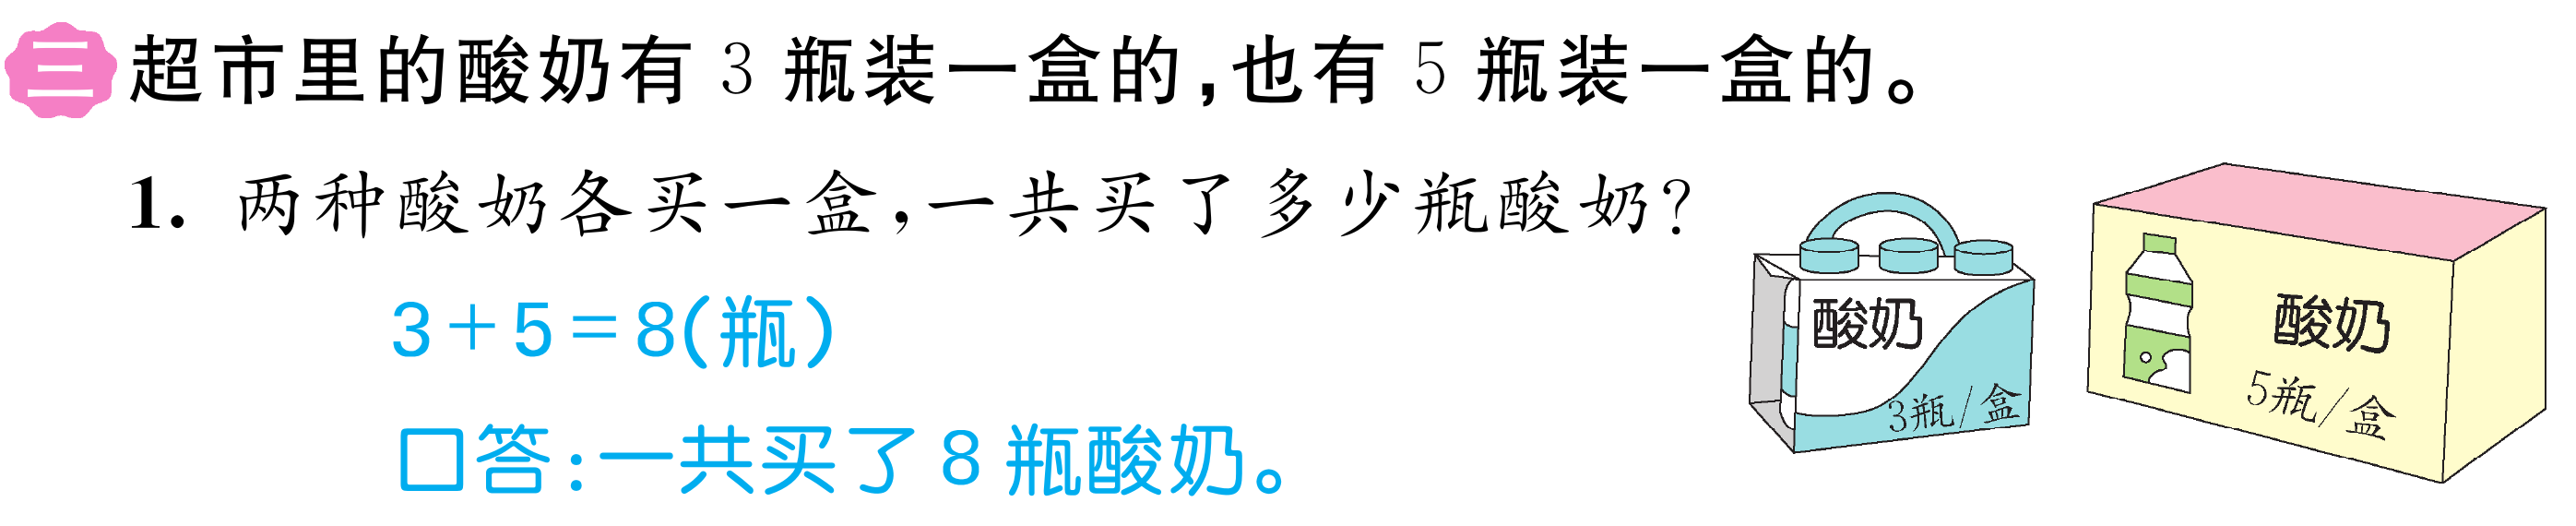 三 超市里的酸奶有 3 瓶装一盒的,也有 5 瓶装一盒的。
1. 两种酸奶各买一盒,一共买了多少瓶酸奶?
3+5=8(瓶)
口答:一共买了 8 瓶酸奶。
酸奶
3瓶/盒
酸奶
5瓶/盒